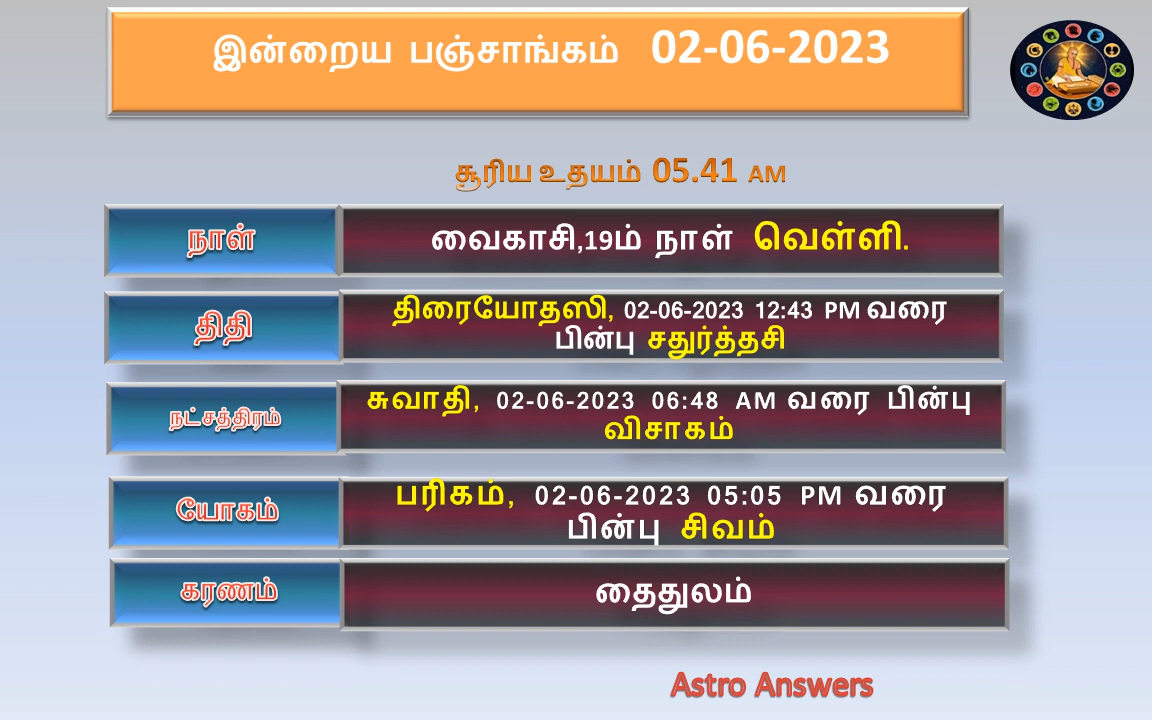 இன்றைய பஞ்சாங்கம் 02-06-2023
சூரிய உதயம் 05.41 AM
நாள்
வைகாசி,19ம் நாள் வெள்ளி.
திதி
திரையோதஸி, 02-06-2023 12:43 PM வரை
பின்பு சதுர்த்தசி
நட்சத்திரம்
சுவாதி, 02-06-2023 06:48 AM வரை பின்பு
விசாகம்
யோகம்
பரிகம், 02-06-2023 05:05 PM வரை
பின்பு சிவம்
கரணம்
தைதுலம்
Astro Answers